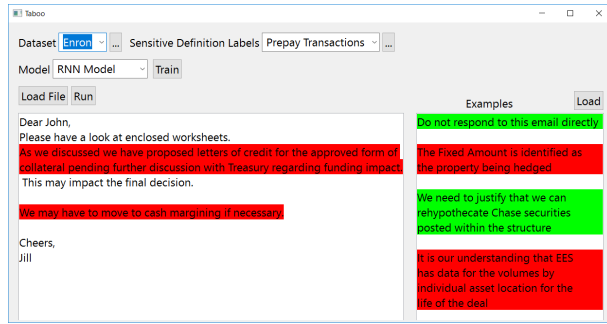 Taboo
Dataset Enron ... Sensitive Definition Labels Prepay Transactions ...
Model RNN Model Train
Load File Run
Examples Load
Dear John,
Please have a look at enclosed worksheets.
As we discussed we have proposed letters of credit for the approved form of
collateral pending further discussion with Treasury regarding funding impact.
This may impact the final decision.
We may have to move to cash margining if necessary.
Cheers,
Jill
Do not respond to this email directly
The Fixed Amount is identified as
the property being hedged
We need to justify that we can
rehypothecate Chase securities
posted within the structure
It is our understanding that EES
has data for the volumes by
individual asset location for the
life of the deal